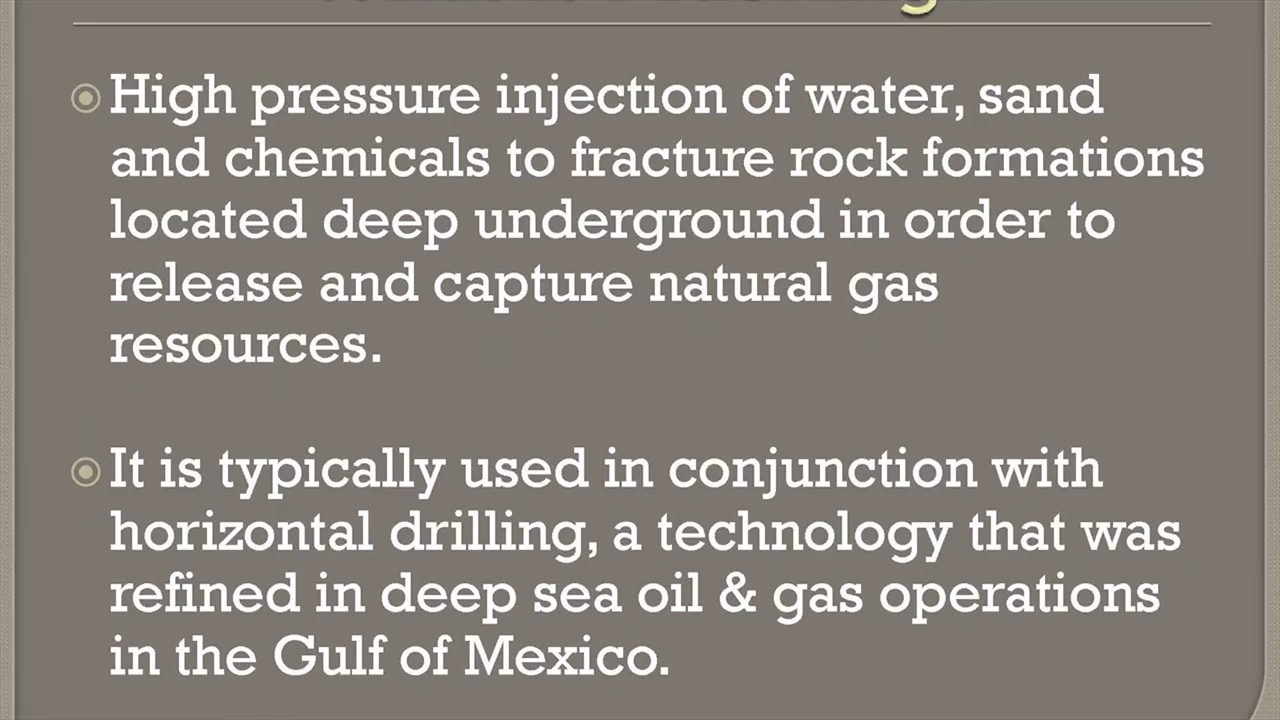 High pressure injection of water, sand
and chemicals to fracture rock formations
located deep underground in order to
release and capture natural gas
resources.
It is typically used in conjunction with
horizontal drilling, a technology that was
refined in deep sea oil & gas operations
in the Gulf of Mexico.